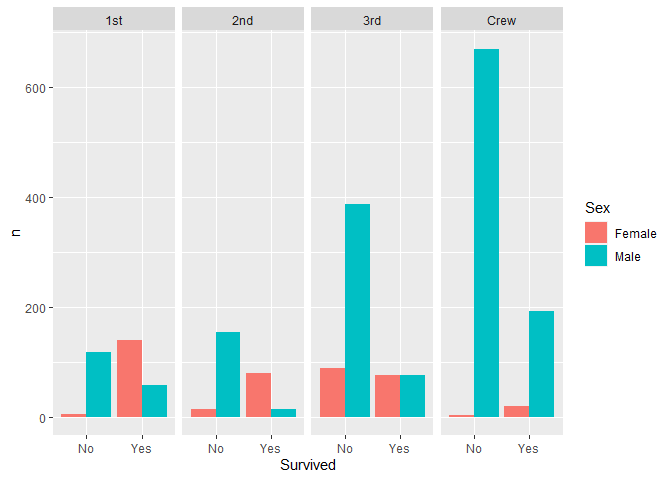 1st 2nd 3rd Crew
600
400
200
0
n
No Yes No Yes No Yes No Yes
Survived
Sex
Female
Male